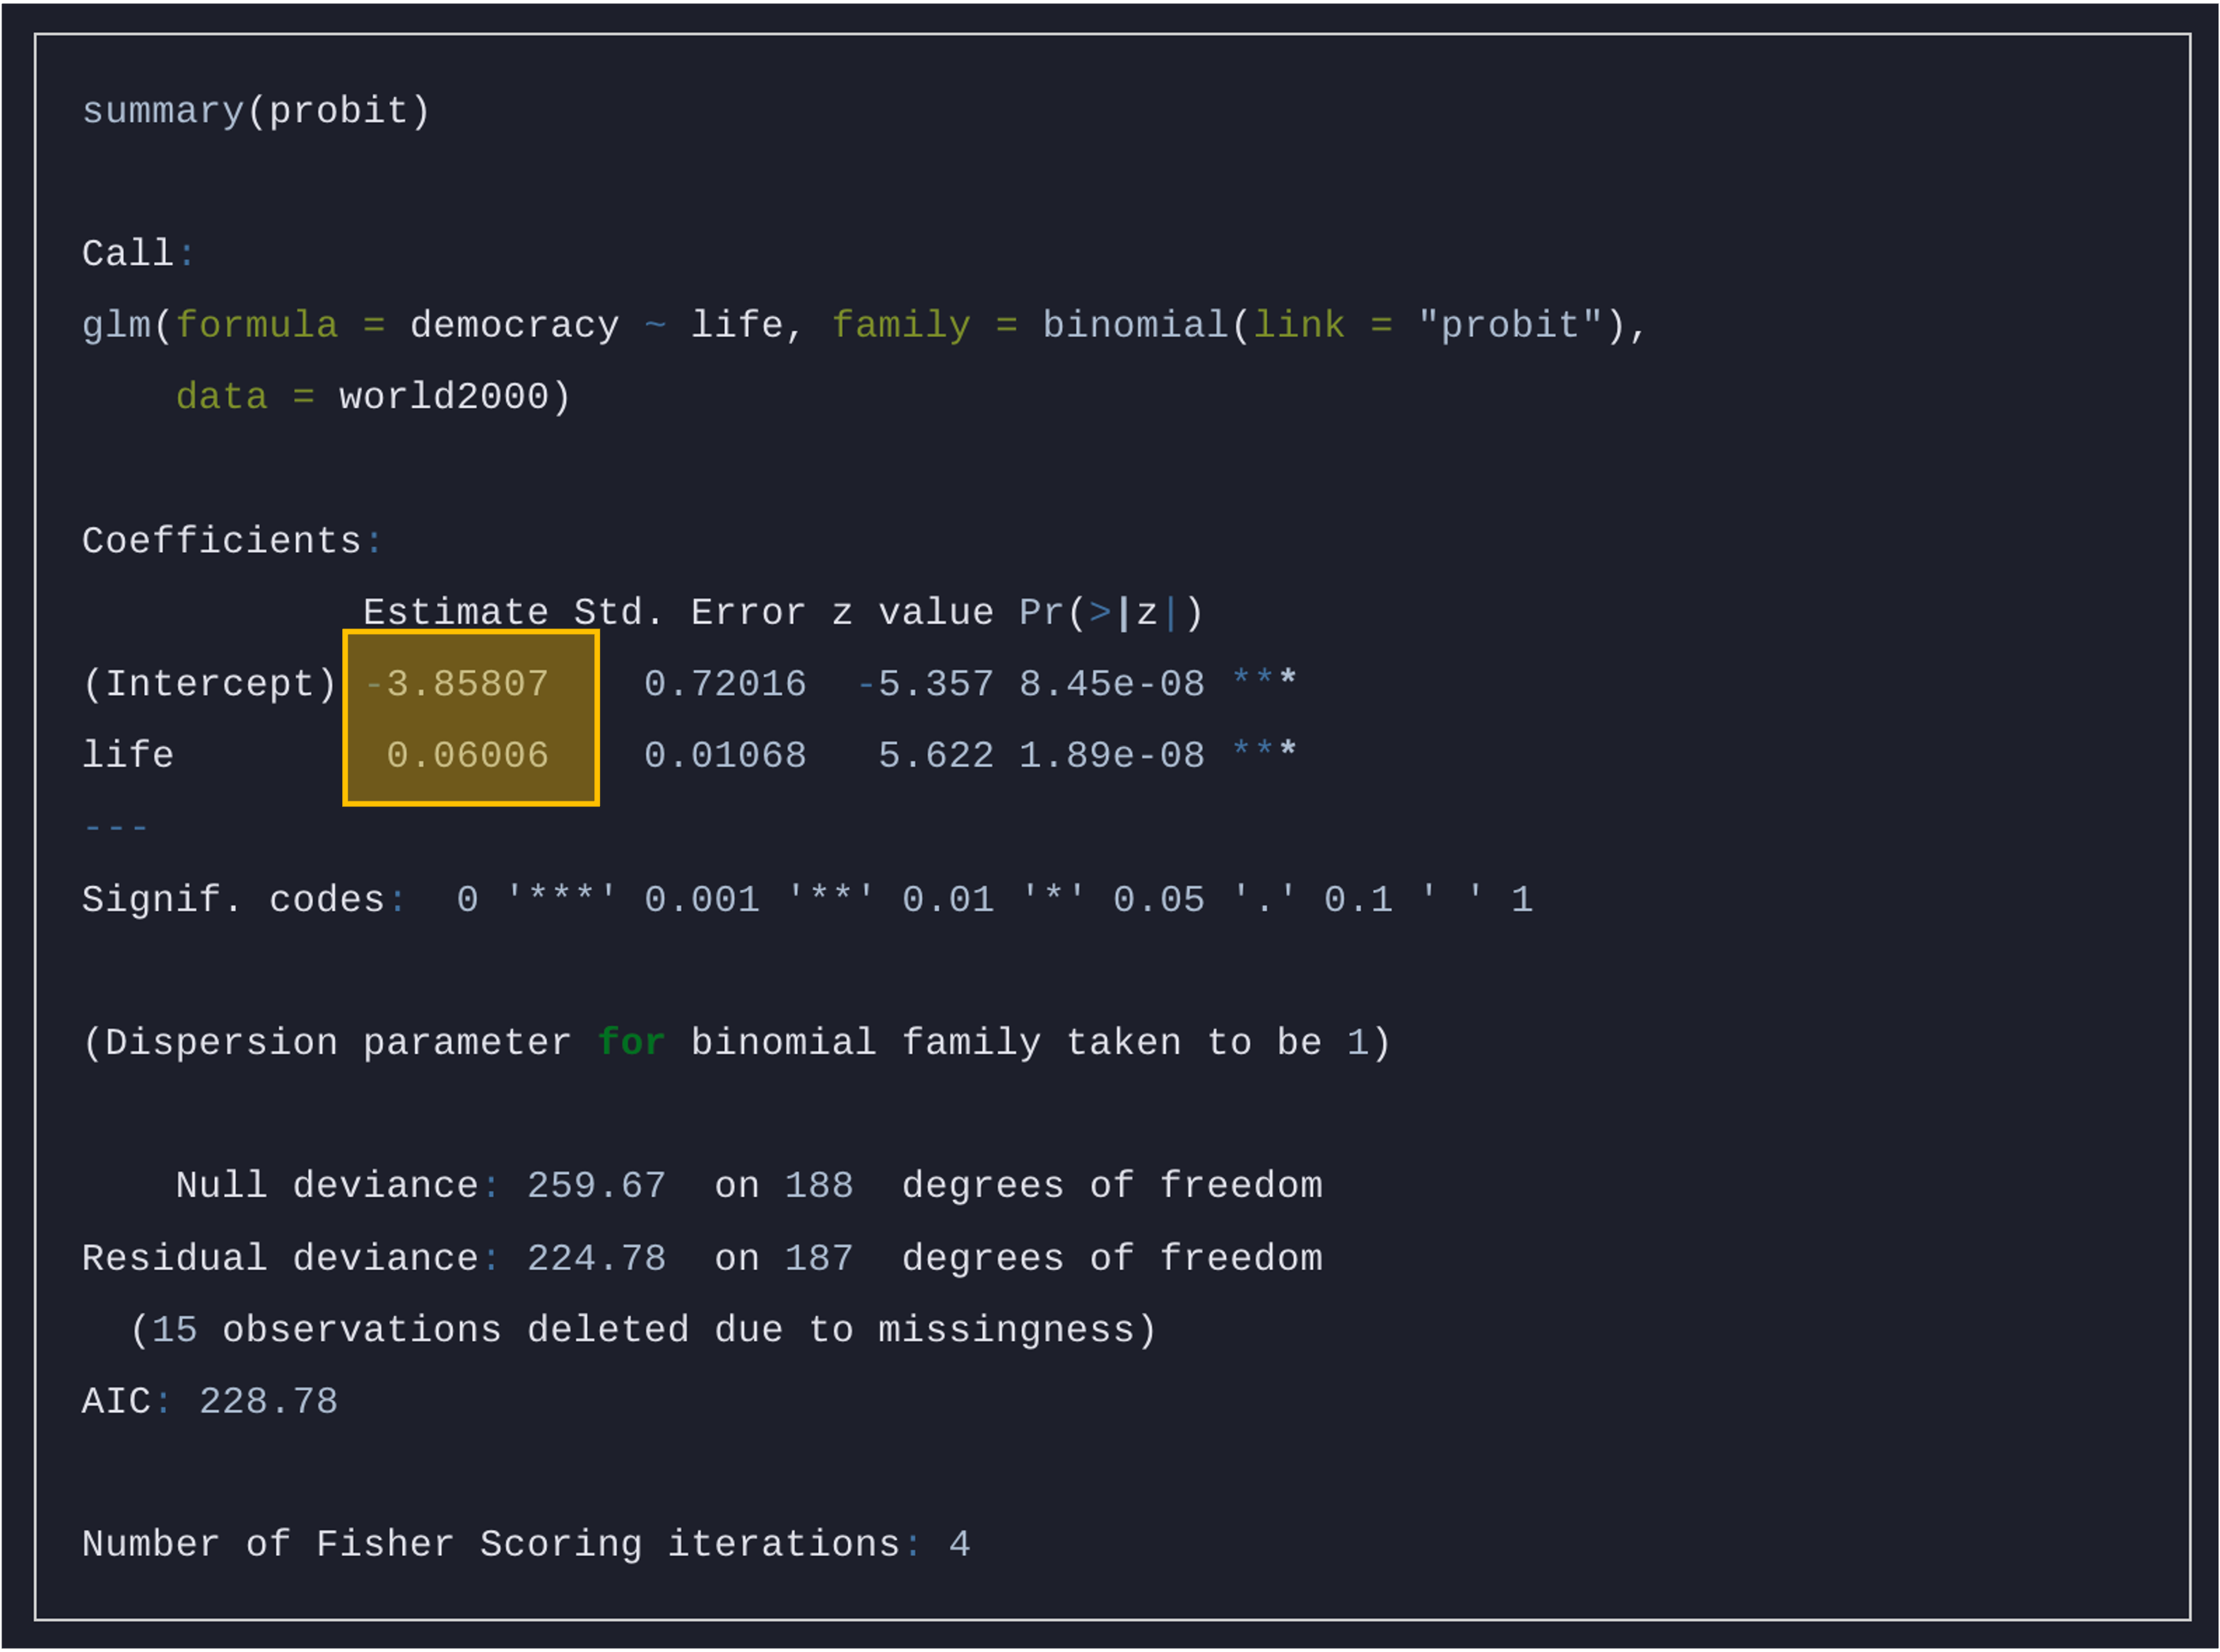 summary(probit)
Call:
glm(formula = democracy ~ life, family = binomial(link = "probit"),
    data = world2000)
Coefficients:
            Estimate Std. Error z value Pr(>|z|)
(Intercept) -3.85807    0.72016  -5.357 8.45e-08 ***
life         0.06006    0.01068   5.622 1.89e-08 ***
---
Signif. codes:  0 '***' 0.001 '**' 0.01 '*' 0.05 '.' 0.1 ' ' 1
(Dispersion parameter for binomial family taken to be 1)
    Null deviance: 259.67  on 188  degrees of freedom
Residual deviance: 224.78  on 187  degrees of freedom
  (15 observations deleted due to missingness)
AIC: 228.78
Number of Fisher Scoring iterations: 4